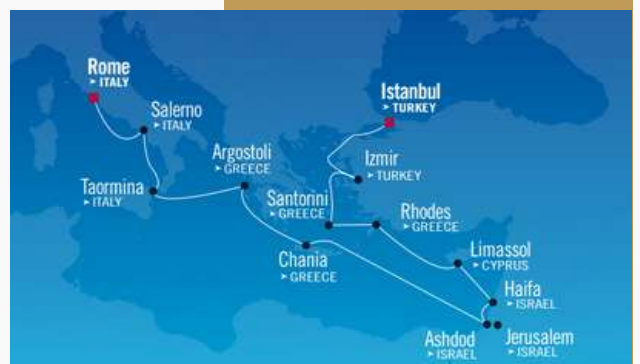 Rome
▸ ITALY
Salerno
▸ ITALY
Taormina
▸ ITALY
Argostoli
▸ GREECE
Chania
▸ GREECE
Santorini
▸ GREECE
Istanbul
▸ TURKEY
Izmir
▸ TURKEY
Rhodes
▸ GREECE
Limassol
▸ CYPRUS
Haifa
▸ ISRAEL
Ashdod
▸ ISRAEL
Jerusalem
▸ ISRAEL